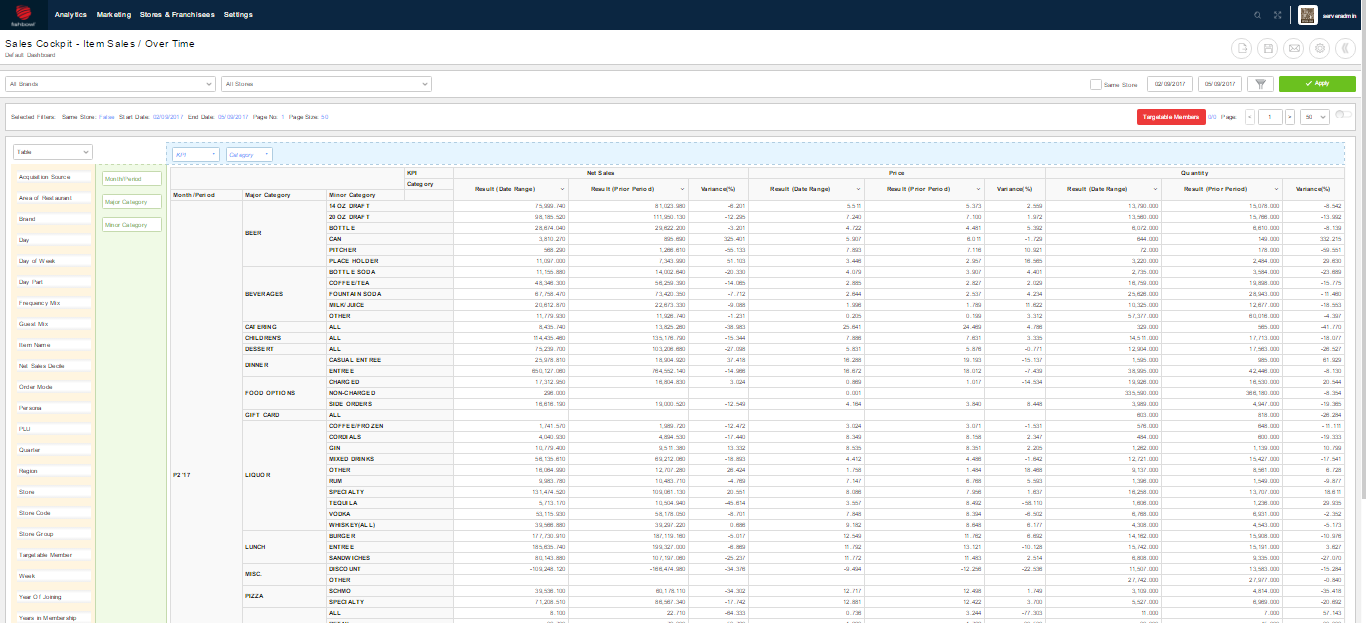 fishbowl Analytics Marketing Stores & Franchisees Settings serveradmin
Sales Cockpit - Item Sales / Over Time
Default Dashboard
All Brands All Stores Same Store 02/09/2017 05/09/2017 Apply
Selected Filters: Same Store: False Start Date: 02/09/2017 End Date: 05/09/2017 Page No: 1 Page Size: 50 Targetable Members 0/0 Page: < 1 > 50
Table KPI Category
Acquisition Source
Area of Restaurant
Brand
Day
Day of Week
Day Part
Frequency Mix
Guest Mix
Item Name
Net Sales Decile
Order Mode
Persona
PLU
Quarter
Region
Store
Store Code
Store Group
Targetable Member
Week
Year Of Joining
Years in Membership
Month/Period
Major Category
Minor Category
KPI Net Sales Price Quantity
Category Result (Date Range) Result (Prior Period) Variance(%) Result (Date Range) Result (Prior Period) Variance(%) Result (Date Range) Result (Prior Period) Variance(%)
Month/Period Major Category Minor Category
P2 '17
BEER
14 OZ DRAFT 75,999.740 81,023.980 -6.201 5.511 5.373 2.559 13,790.000 15,078.000 -8.542
20 OZ DRAFT 98,185.520 111,950.130 -12.295 7.240 7.100 1.972 13,560.000 15,766.000 -13.992
BOTTLE 28,674.040 29,622.200 -3.201 4.722 4.481 5.392 6,072.000 6,610.000 -8.139
CAN 3,810.270 895.690 325.401 5.907 6.011 -1.729 644.000 149.000 332.215
PITCHER 568.290 1,266.610 -55.133 7.893 7.116 10.921 72.000 178.000 -59.551
PLACE HOLDER 11,097.000 7,343.990 51.103 3.446 2.957 16.565 3,220.000 2,484.000 29.630
BEVERAGES
BOTTLE SODA 11,155.680 14,002.640 -20.330 4.079 3.907 4.401 2,735.000 3,584.000 -23.689
COFFEE/TEA 48,346.300 56,259.390 -14.065 2.885 2.827 2.029 16,759.000 19,898.000 -15.775
FOUNTAIN SODA 67,758.470 73,420.350 -7.712 2.644 2.537 4.234 25,626.000 28,943.000 -11.460
MILK/JUICE 20,612.870 22,673.330 -9.088 1.996 1.789 11.622 10,325.000 12,677.000 -18.553
OTHER 11,779.930 11,926.740 -1.231 0.205 0.199 3.312 57,377.000 60,016.000 -4.397
CATERING ALL 8,435.740 13,825.260 -38.983 25.641 24.469 4.786 329.000 565.000 -41.770
CHILDRENS ALL 114,435.460 135,176.790 -15.344 7.886 7.631 3.335 14,511.000 17,713.000 -18.077
DESSERT ALL 75,239.700 103,206.680 -27.098 5.831 5.876 -0.771 12,904.000 17,563.000 -26.527
DINNER
CASUAL ENTREE 25,978.810 18,904.920 37.418 16.288 19.193 -15.137 1,595.000 985.000 61.929
ENTREE 650,127.060 764,552.140 -14.966 16.672 18.012 -7.439 38,995.000 42,446.000 -8.130
FOOD OPTIONS
CHARGED 17,312.950 16,804.830 3.024 0.869 1.017 -14.534 19,926.000 16,530.000 20.544
NON-CHARGED 296.000 0.001 335,590.000 366,180.000 -8.354
SIDE ORDERS 16,616.190 19,000.520 -12.549 4.164 3.840 8.448 3,989.000 4,947.000 -19.365
GIFT CARD ALL 603.000 818.000 -26.284
LIQUOR
COFFEE/FROZEN 1,741.570 1,989.720 -12.472 3.024 3.071 -1.531 576.000 648.000 -11.111
CORDIALS 4,040.930 4,894.530 -17.440 8.349 8.158 2.347 484.000 600.000 -19.333
GIN 10,779.400 9,511.380 13.332 8.535 8.351 2.205 1,262.000 1,139.000 10.799
MIXED DRINKS 56,135.610 69,212.060 -18.893 4.412 4.486 -1.642 12,721.000 15,427.000 -17.541
OTHER 16,064.990 12,707.280 26.424 1.758 1.484 18.468 9,137.000 8,561.000 6.728
RUM 9,983.780 10,483.710 -4.769 7.147 6.768 5.593 1,396.000 1,549.000 -9.877
SPECIALTY 131,474.520 109,061.130 20.551 8.086 7.956 1.637 16,258.000 13,707.000 18.611
TEQUILA 5,713.170 10,504.940 -45.614 3.557 8.492 -58.110 1,606.000 1,236.000 29.935
VODKA 53,115.930 58,178.050 -8.701 7.848 8.394 -6.502 6,768.000 6,931.000 -2.352
WHISKEY(ALL) 39,566.880 39,297.220 0.686 9.182 8.648 6.177 4,308.000 4,543.000 -5.173
LUNCH
BURGER 177,730.910 187,119.160 -5.017 12.549 11.762 6.692 14,162.000 15,908.000 -10.976
ENTREE 185,635.740 199,327.000 -6.869 11.792 13.121 -10.128 15,742.000 15,191.000 3.627
SANDWICHES 80,143.880 107,197.060 -25.237 11.772 11.483 2.514 6,808.000 9,335.000 -27.070
MISC.
DISCOUNT -109,248.120 -166,474.980 -34.376 -9.494 -12.256 -22.536 11,507.000 13,583.000 -15.284
OTHER 27,742.000 27,977.000 -0.840
PIZZA
SCHMO 39,536.100 60,178.110 -34.302 12.717 12.498 1.749 3,109.000 4,814.000 -35.418
SPECIALTY 71,208.510 86,567.340 -17.742 12.881 12.422 3.700 5,527.000 6,969.000 -20.692
ALL 8.100 22.710 -64.333 0.736 3.244 -77.303 11.000 7.000 57.143